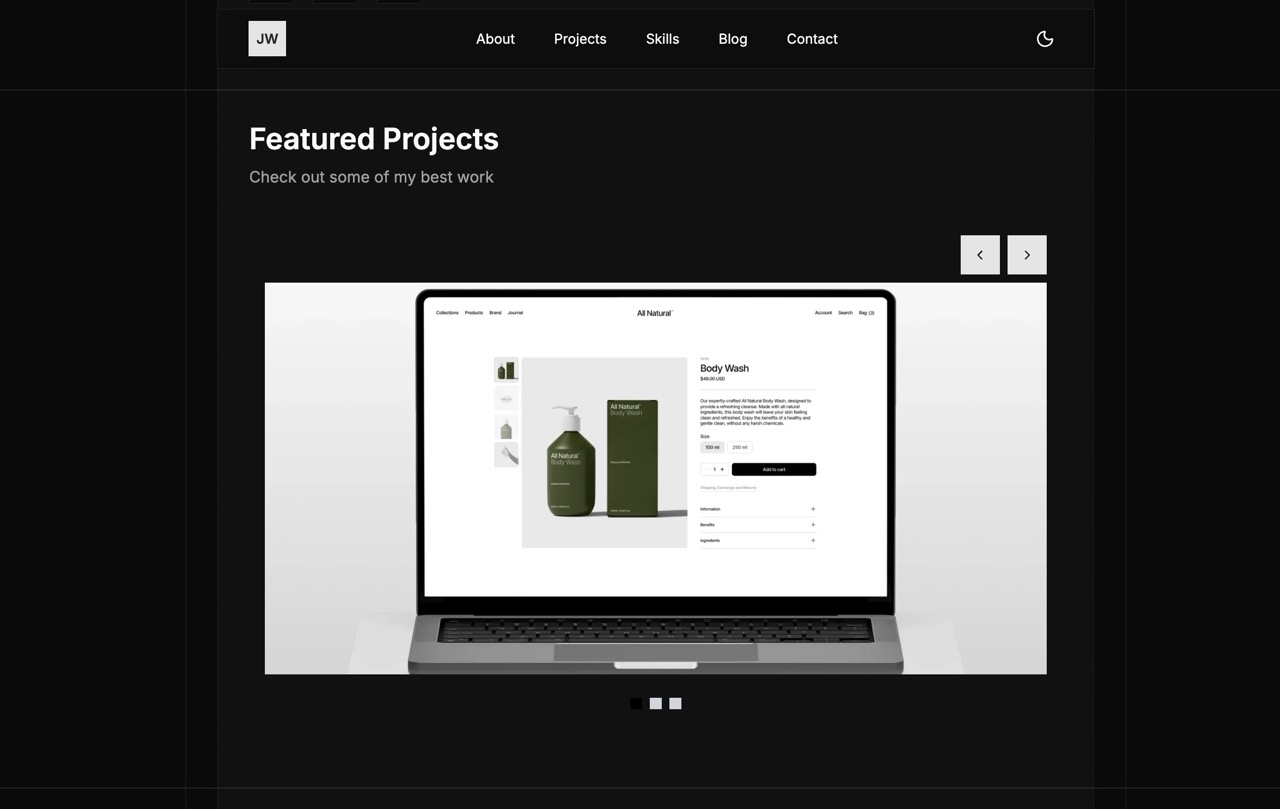 JW
About
Projects
Skills
Blog
Contact
Featured Projects
Check out some of my best work
Collections
Products
Brand
Journal
All Natural
Account
Search
Bag (3)
Body Wash
$48.00 USD
Our expertly-crafted All Natural Body Wash, designed to
provide a refreshing cleanse. Made with all natural
ingredients, this body wash will leave your skin feeling
clean and refreshed. Enjoy the benefits of a healthy and
gentle clean, without any harsh chemicals.
Size
100 ml
250 ml
1 +
Add to cart
Shipping, Exchange and Returns
Information +
Benefits +
Ingredients +
All Natural
Body Wash
All Natural
Body Wash